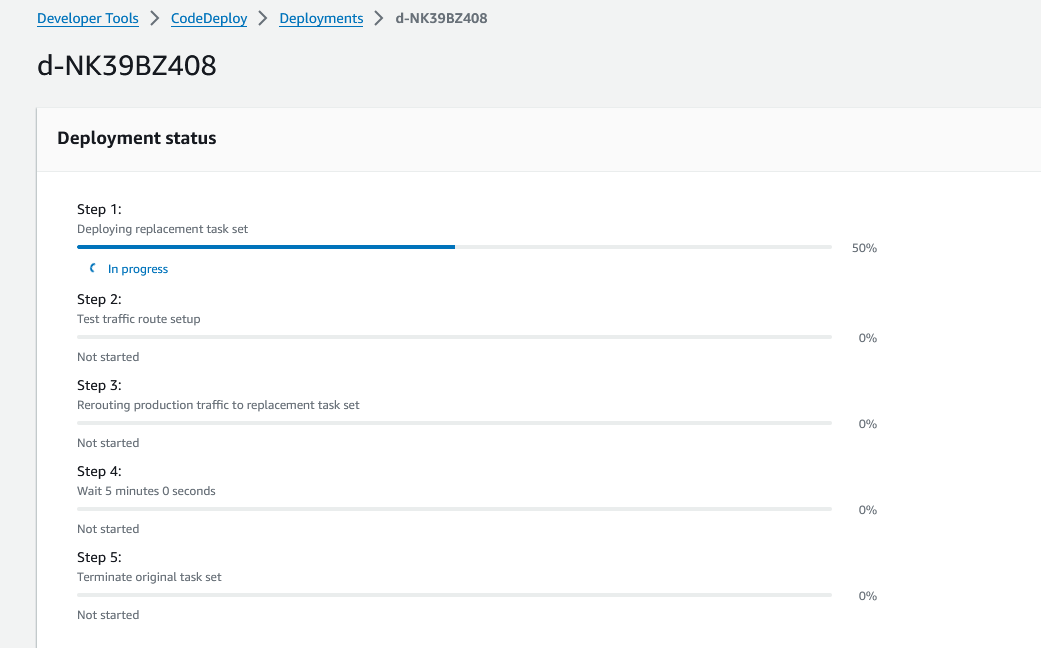 Developer Tools > CodeDeploy > Deployments > d-NK39BZ408
d-NK39BZ408
Deployment status
Step 1:
Deploying replacement task set
50%
In progress
Step 2:
Test traffic route setup
0%
Not started
Step 3:
Rerouting production traffic to replacement task set
0%
Not started
Step 4:
Wait 5 minutes 0 seconds
0%
Not started
Step 5:
Terminate original task set
0%
Not started